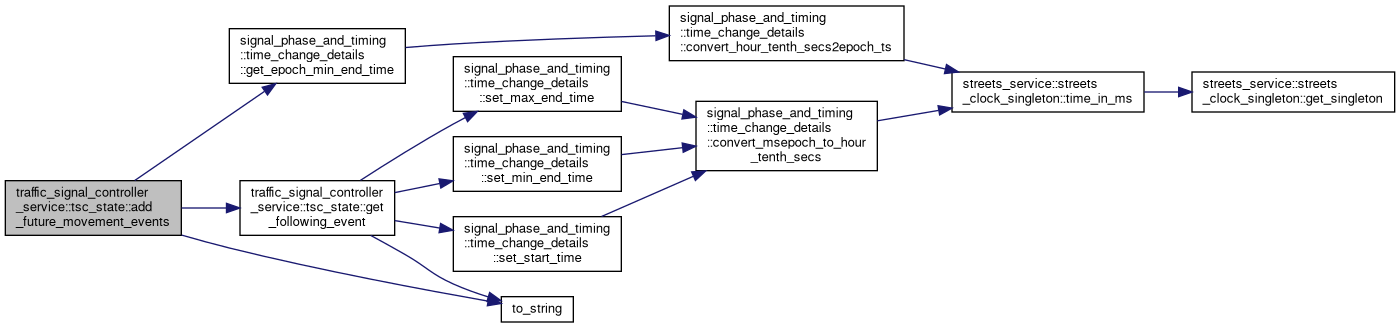 traffic_signal_controller
_service::tsc_state::add
_future_movement_events
signal_phase_and_timing
::time_change_details
::get_epoch_min_end_time
traffic_signal_controller
_service::tsc_state::get
_following_event
signal_phase_and_timing
::time_change_details
::set_max_end_time
signal_phase_and_timing
::time_change_details
::set_min_end_time
signal_phase_and_timing
::time_change_details
::set_start_time
to_string
signal_phase_and_timing
::time_change_details
::convert_hour_tenth_secs2epoch_ts
signal_phase_and_timing
::time_change_details
::convert_msepoch_to_hour
_tenth_secs
streets_service::streets
_clock_singleton::time_in_ms
streets_service::streets
_clock_singleton::get_singleton